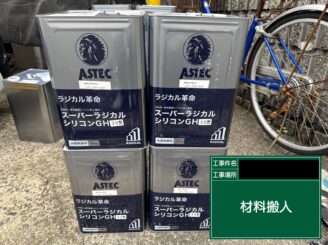 ASTEC
ラジカル革命
スーパーラジカル
シリコンGH
RADICAL
ASTEC
ラジカル革命
スーパーラジカル
シリコンGH
RADICAL
ASTEC
ラジカル革命
スーパーラジカル
シリコンGH
ASTEC
ラジカル革命
スーパーラジカル
シリコンGH
工事件名
工事場所
材料搬入